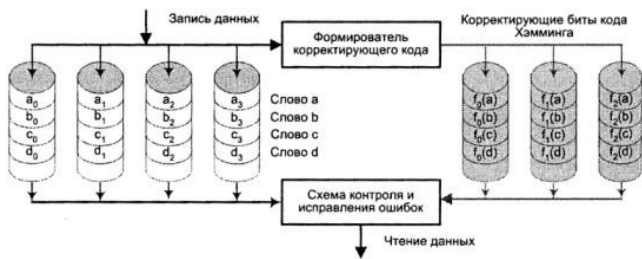 Запись данных
Формирователь
корректирующего кода
Корректирующие биты кода
Хэмминга
a₀ a₁ a₂ a₃ Слово a f₂(a) f₁(a) f₂(a)
b₀ b₁ b₂ b₃ Слово b f₀(b) f₁(b) f₂(b)
c₀ c₁ c₂ c₃ Слово c f₀(c) f₁(c) f₂(c)
d₀ d₁ d₂ d₃ Слово d f₀(d) f₁(d) f₂(d)
Схема контроля и
исправления ошибок
Чтение данных